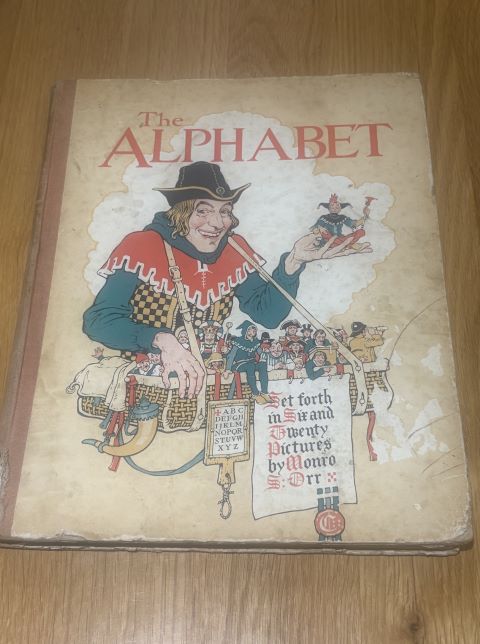 The
ALPHABET
ABC
DEFGH
IJKLM
NOPQR
STUVW
XYZ
Set forth
in Six and
Twenty
Pictures
by Monro
S: Orr